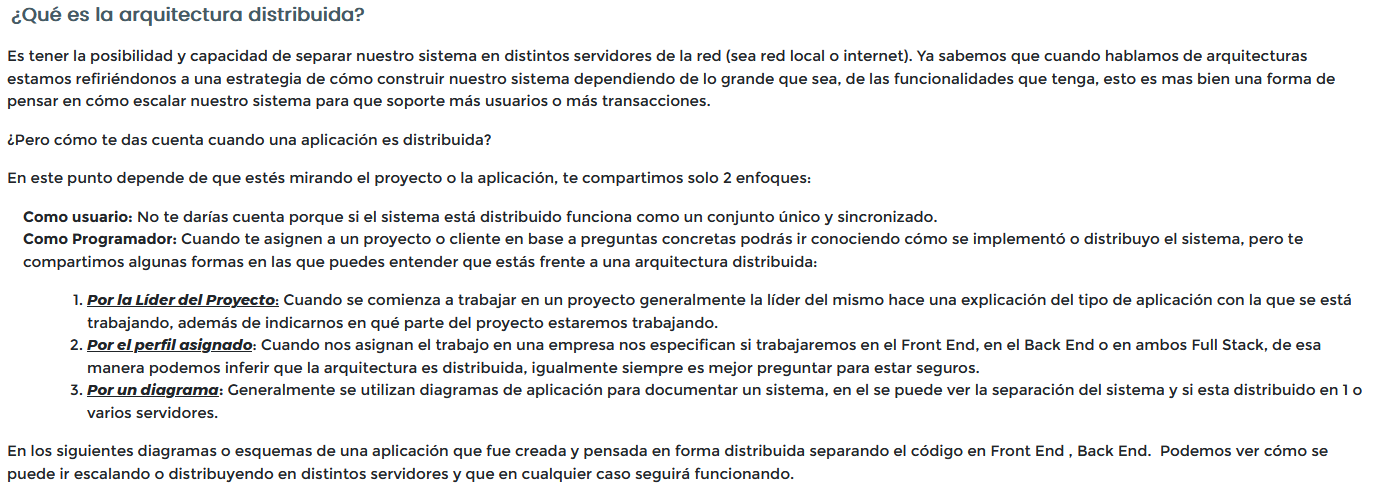 ¿Qué es la arquitectura distribuida?
Es tener la posibilidad y capacidad de separar nuestro sistema en distintos servidores de la red (sea red local o internet). Ya sabemos que cuando hablamos de arquitecturas
estamos refiriéndonos a una estrategia de cómo construir nuestro sistema dependiendo de lo grande que sea, de las funcionalidades que tenga, esto es mas bien una forma de
pensar en cómo escalar nuestro sistema para que soporte más usuarios o más transacciones.
¿Pero cómo te das cuenta cuando una aplicación es distribuida?
En este punto depende de que estés mirando el proyecto o la aplicación, te compartimos solo 2 enfoques:
Como usuario: No te darías cuenta porque si el sistema está distribuido funciona como un conjunto único y sincronizado.
Como Programador: Cuando te asignen a un proyecto o cliente en base a preguntas concretas podrás ir conociendo cómo se implementó o distribuyo el sistema, pero te
compartimos algunas formas en las que puedes entender que estás frente a una arquitectura distribuida:
1. Por la Líder del Proyecto: Cuando se comienza a trabajar en un proyecto generalmente la líder del mismo hace una explicación del tipo de aplicación con la que se está
trabajando, además de indicarnos en qué parte del proyecto estaremos trabajando.
2. Por el perfil asignado: Cuando nos asignan el trabajo en una empresa nos especifican si trabajaremos en el Front End, en el Back End o en ambos Full Stack, de esa
manera podemos inferir que la arquitectura es distribuida, igualmente siempre es mejor preguntar para estar seguros.
3. Por un diagrama: Generalmente se utilizan diagramas de aplicación para documentar un sistema, en el se puede ver la separación del sistema y si esta distribuido en 1 o
varios servidores.
En los siguientes diagramas o esquemas de una aplicación que fue creada y pensada en forma distribuida separando el código en Front End , Back End.  Podemos ver cómo se
puede ir escalando o distribuyendo en distintos servidores y que en cualquier caso seguirá funcionando.